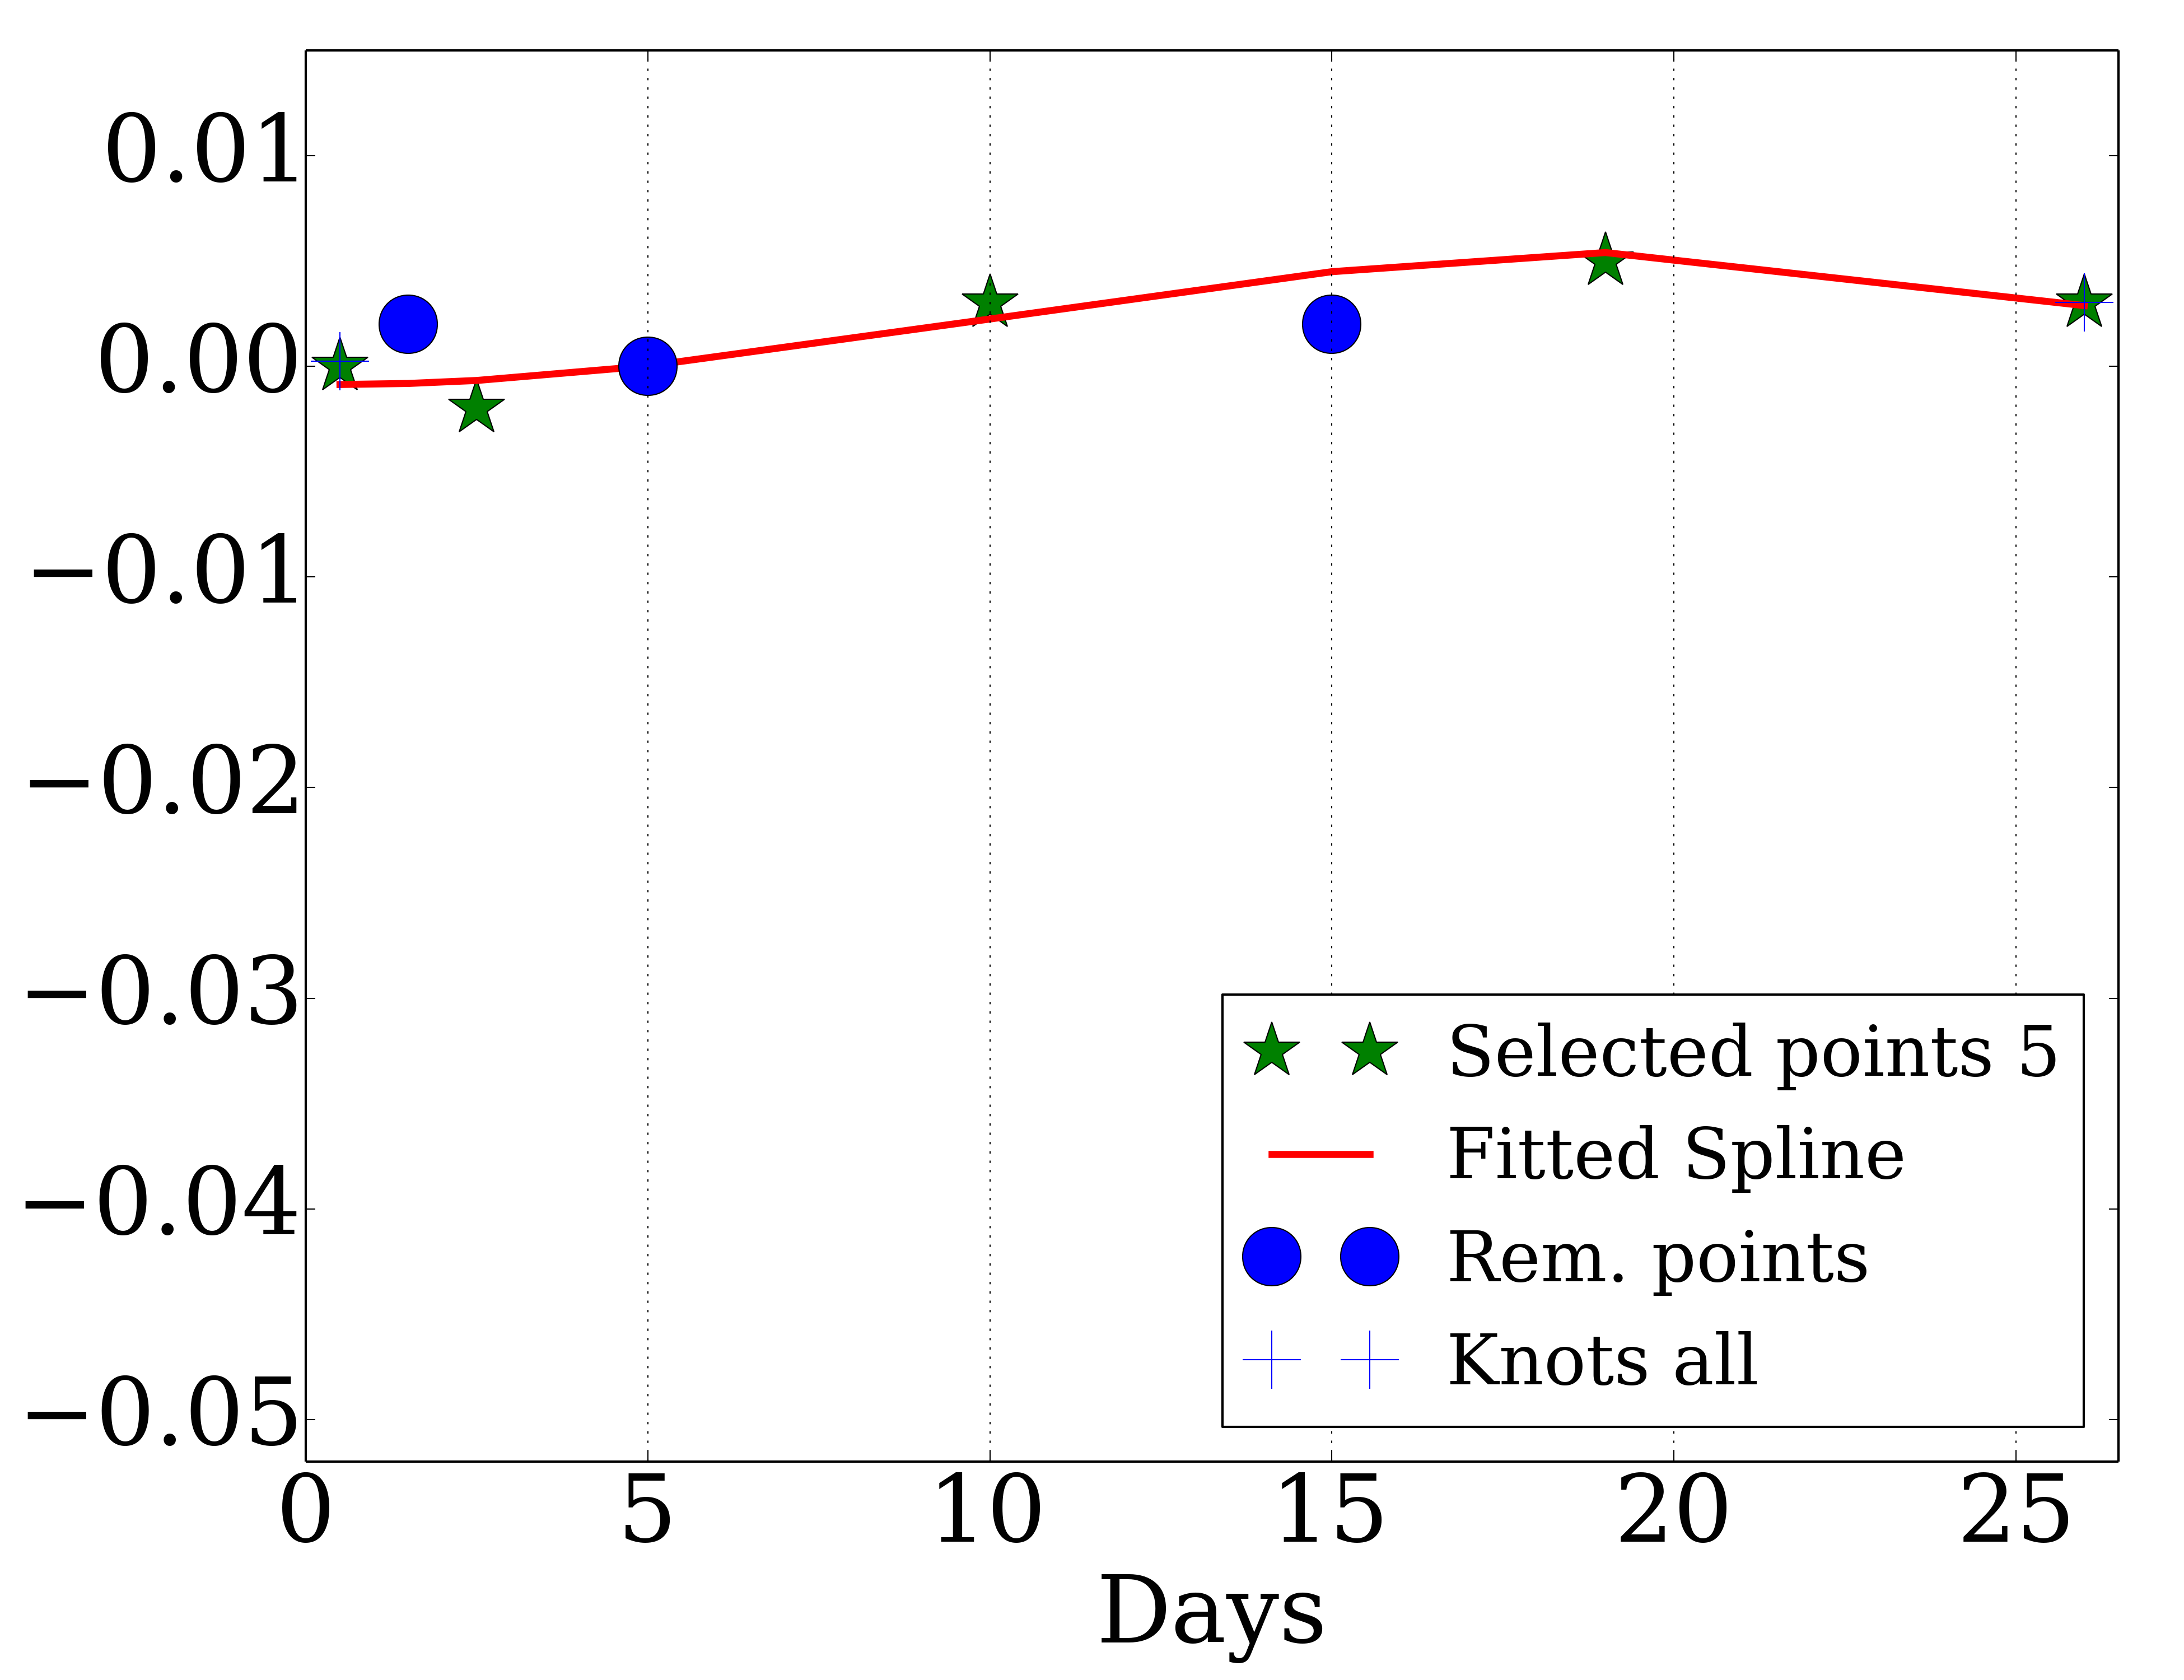 0.01
0.00
−0.01
−0.02
−0.03
−0.04
−0.05
0 5 10 15 20 25
Days
Selected points 5
Fitted Spline
Rem. points
Knots all